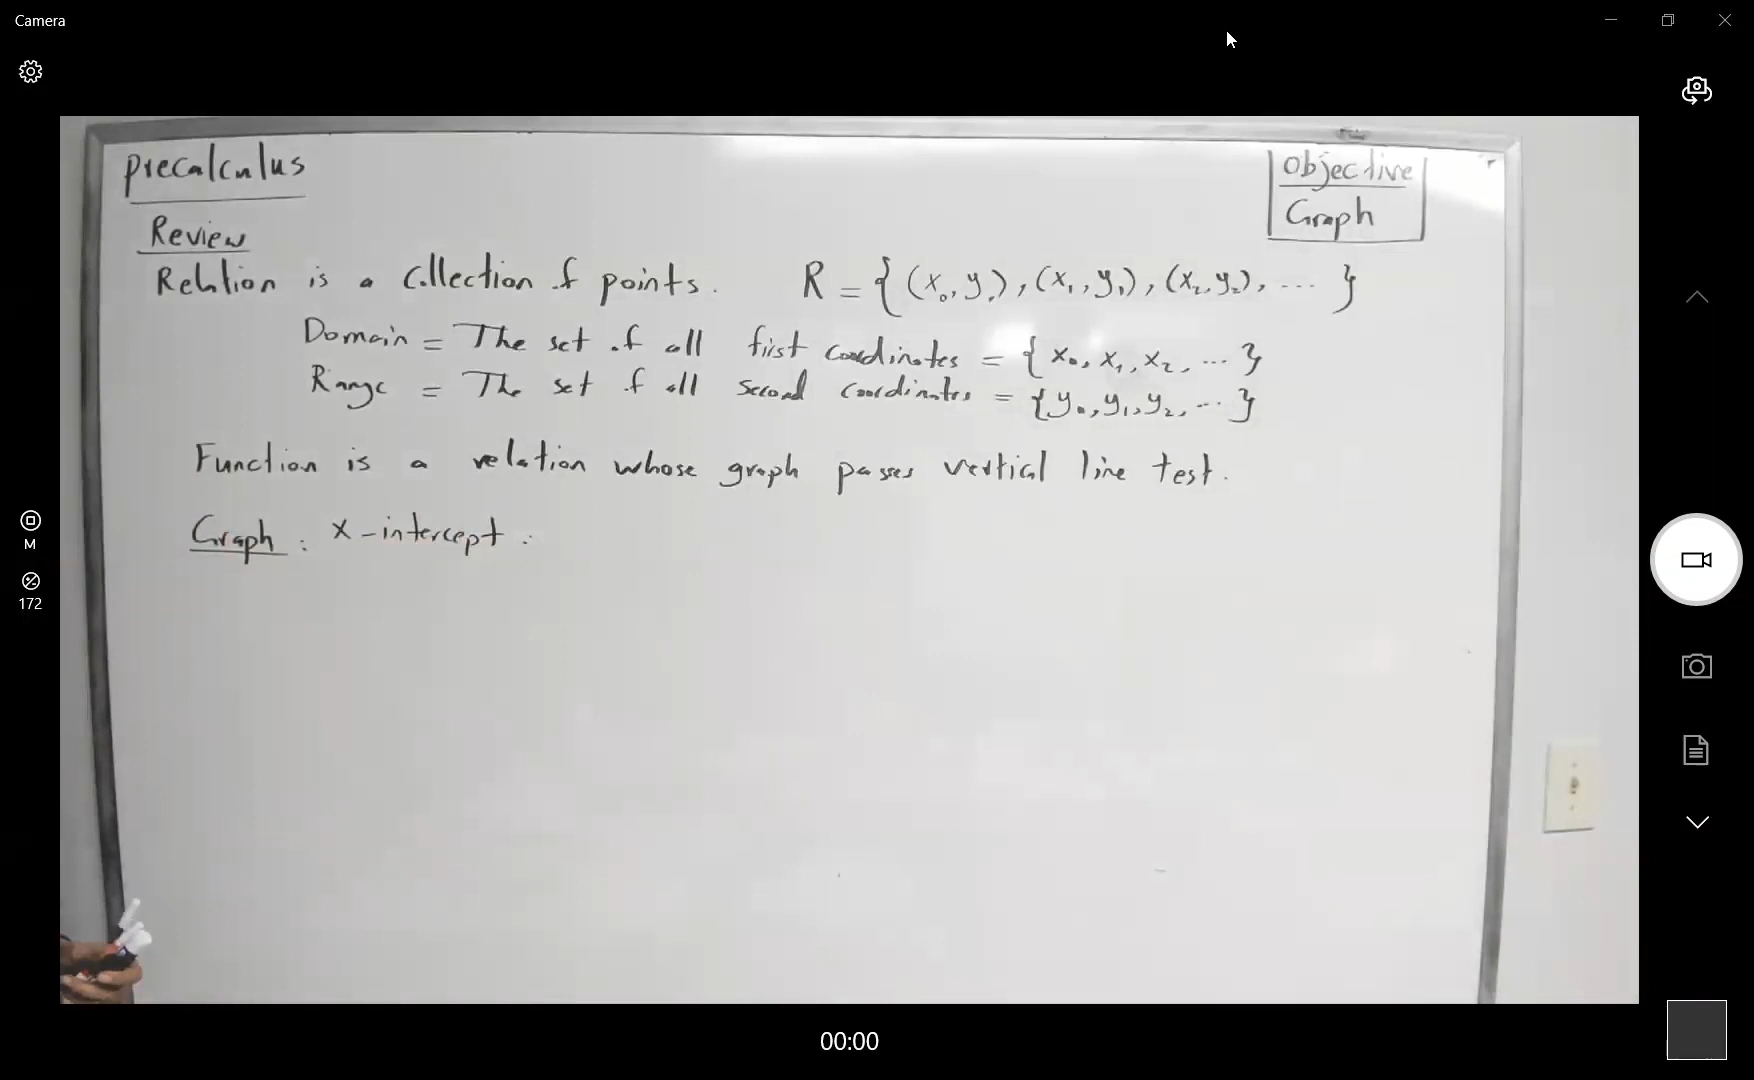 Camera
precalculus
Objective
Graph
Review
Relation is a collection of points. R = {(x₀, y₀), (x₁, y₁), (x₂, y₂), ... }
Domain = The set of all first coordinates = { x₀, x₁, x₂, ... }
Range = The set of all second coordinates = {y₀, y₁, y₂, ... }
Function is a relation whose graph passes vertical line test.
Graph : x-intercept :
M
172
00:00